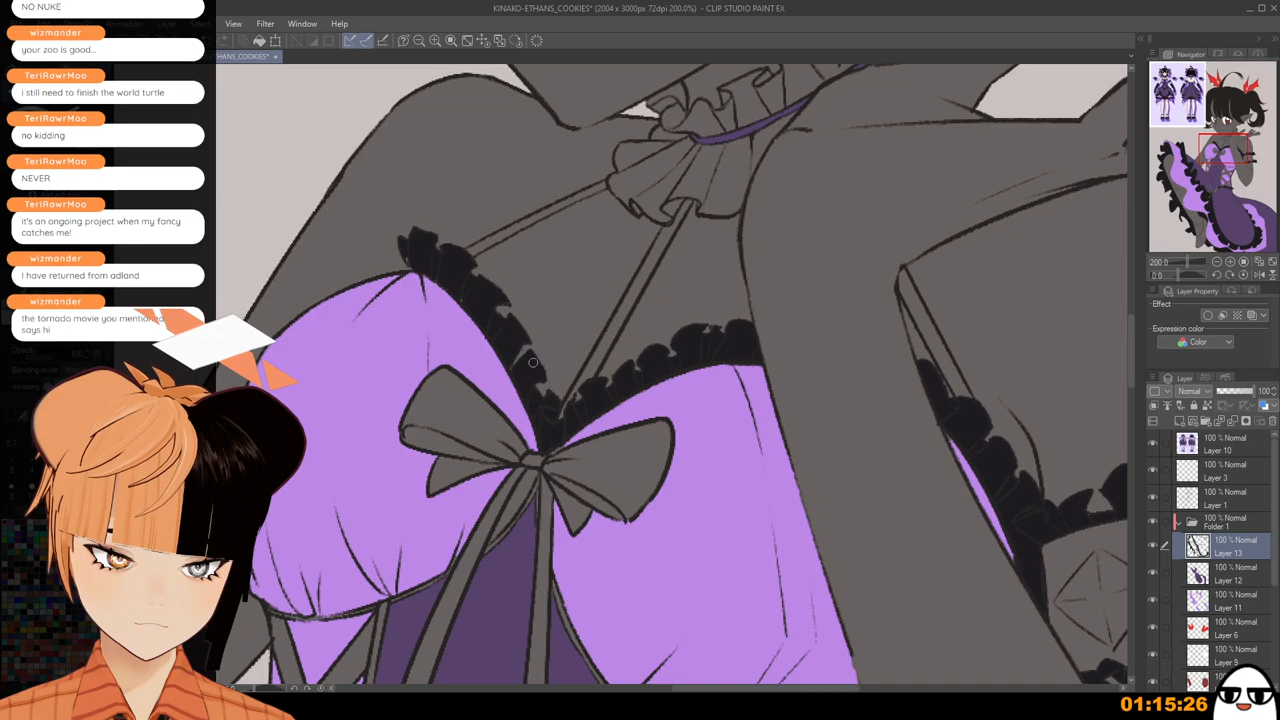 NO NUKE
wizmander
your zoo is good...
TeriRawrMoo
i still need to finish the world turtle
TeriRawrMoo
no kidding
TeriRawrMoo
NEVER
TeriRawrMoo
it's an ongoing project when my fancy
catches me!
wizmander
I have returned from adland
wizmander
the tornado movie you mentioned
says hi
KINAKO-ETHANS_COOKIES* (2004 x 3000px 72dpi 200.0%) - CLIP STUDIO PAINT EX
View Filter Window Help
THANS_COOKIES*
Navigator
200.0
0.0
Layer Property
Effect
Expression color
Color
Layer
Normal 100
100 % Normal
Layer 10
100 % Normal
Layer 3
100 % Normal
Layer 1
100 % Normal
Folder 1
100 % Normal
Layer 13
100 % Normal
Layer 12
100 % Normal
Layer 11
100 % Normal
Layer 6
100 % Normal
Layer 9
100 % Normal
01:15:26